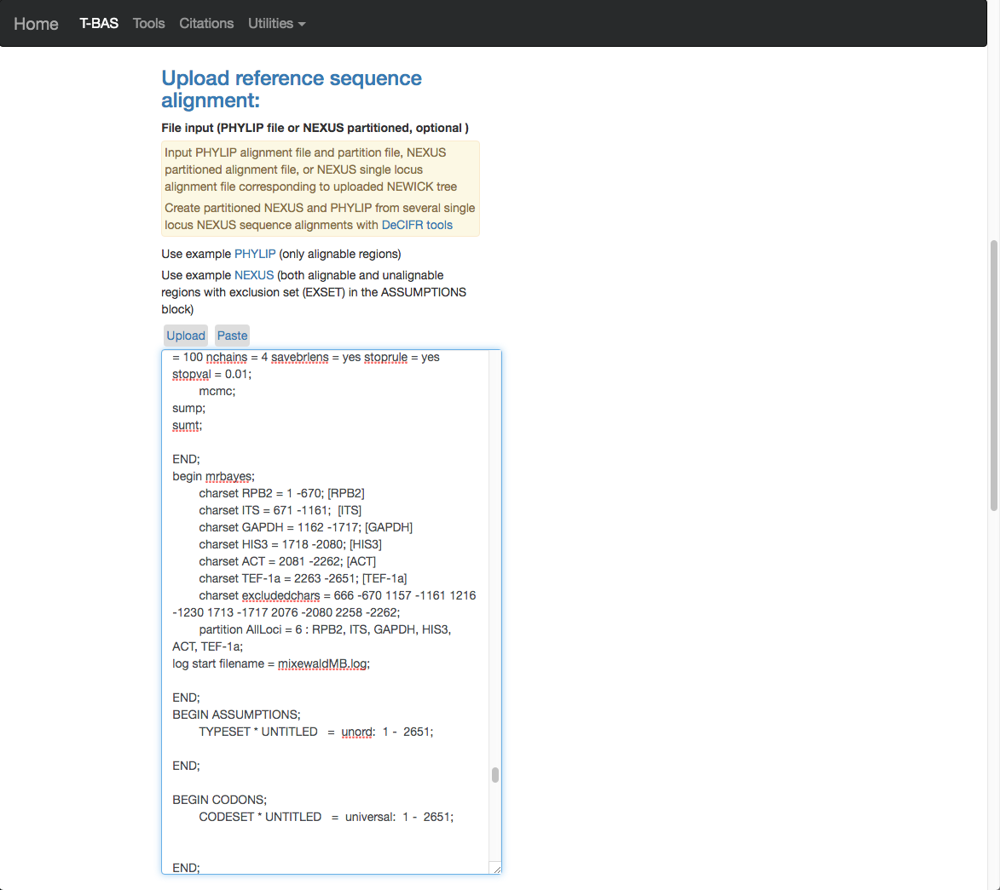 Home T-BAS Tools Citations Utilities
Upload reference sequence
alignment:
File input (PHYLIP file or NEXUS partitioned, optional )
Input PHYLIP alignment file and partition file, NEXUS
partitioned alignment file, or NEXUS single locus
alignment file corresponding to uploaded NEWICK tree
Create partitioned NEXUS and PHYLIP from several single
locus NEXUS sequence alignments with DeCIFR tools
Use example PHYLIP (only alignable regions)
Use example NEXUS (both alignable and unalignable
regions with exclusion set (EXSET) in the ASSUMPTIONS
block)
Upload Paste
= 100 nchains = 4 savebrlens = yes stoprule = yes
stopval = 0.01;
mcmc;
sump;
sumt;
END;
begin mrbayes;
charset RPB2 = 1 -670; [RPB2]
charset ITS = 671 -1161;  [ITS]
charset GAPDH = 1162 -1717; [GAPDH]
charset HIS3 = 1718 -2080; [HIS3]
charset ACT = 2081 -2262; [ACT]
charset TEF-1a = 2263 -2651; [TEF-1a]
charset excludedchars = 666 -670 1157 -1161 1216
-1230 1713 -1717 2076 -2080 2258 -2262;
partition AllLoci = 6 : RPB2, ITS, GAPDH, HIS3,
ACT, TEF-1a;
log start filename = mixewaldMB.log;
END;
BEGIN ASSUMPTIONS;
TYPESET * UNTITLED   =  unord:  1 -  2651;
END;
BEGIN CODONS;
CODESET * UNTITLED   =  universal:  1 -  2651;
END;